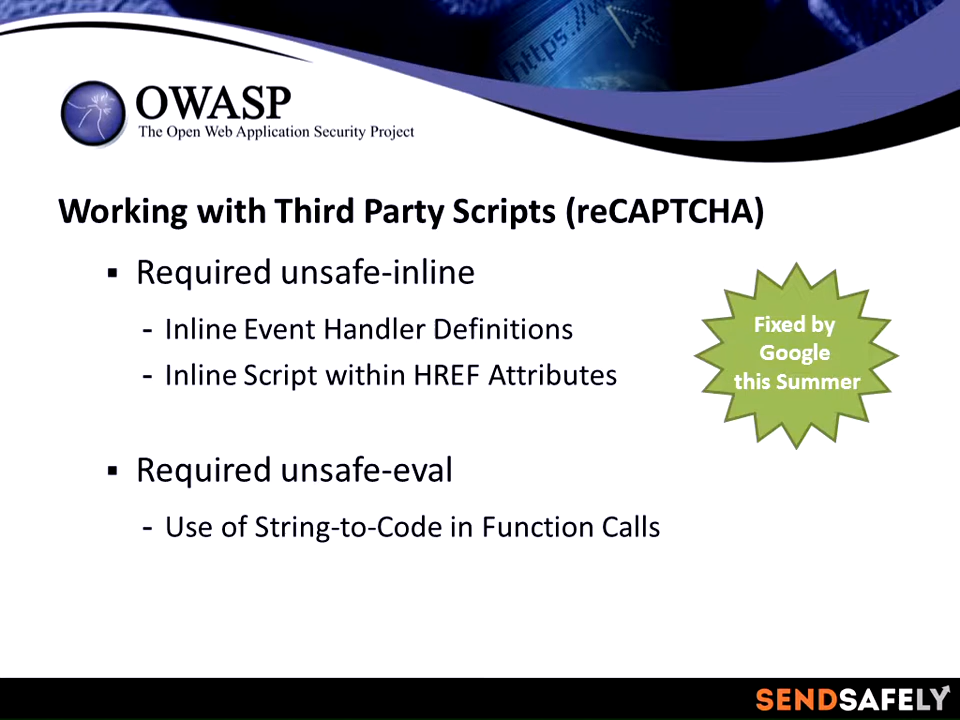 https://w
OWASP
The Open Web Application Security Project
Working with Third Party Scripts (reCAPTCHA)
▪ Required unsafe-inline
- Inline Event Handler Definitions
- Inline Script within HREF Attributes
Fixed by
Google
this Summer
▪ Required unsafe-eval
- Use of String-to-Code in Function Calls
SENDSAFELY